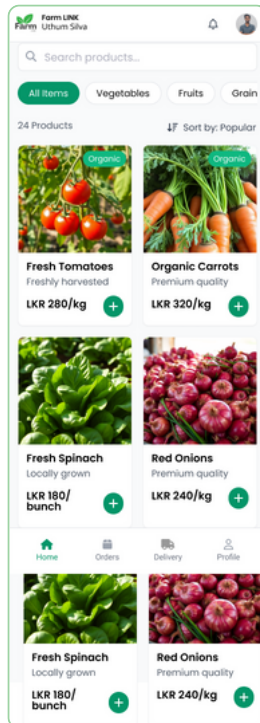 Farm
Farm LINK
Uthum Silva
Search products...
All Items Vegetables Fruits Grain
24 Products Sort by: Popular
Organic Organic
Fresh Tomatoes Organic Carrots
Freshly harvested Premium quality
LKR 280/kg + LKR 320/kg +
Fresh Spinach Red Onions
Locally grown Premium quality
LKR 180/
bunch + LKR 240/kg +
Home Orders Delivery Profile
Fresh Spinach Red Onions
Locally grown Premium quality
LKR 180/
bunch + LKR 240/kg +